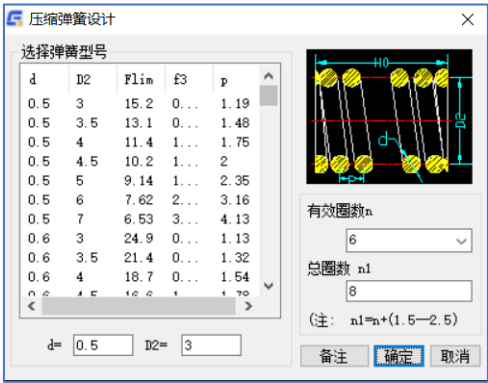 压缩弹簧设计
选择弹簧型号
d D2 Flim f3 p
0.5 3 15.2 0... 1.19
0.5 3.5 13.1 0... 1.48
0.5 4 11.4 1... 1.75
0.5 4.5 10.2 1... 2
0.5 5 9.14 1... 2.35
0.5 6 7.62 2... 3.16
0.5 7 6.53 3... 4.13
0.6 3 24.9 0... 1.13
0.6 3.5 21.4 0... 1.32
0.6 4 18.7 0... 1.54
d= 0.5 D2= 3
H0
D2
d
p
有效圈数n
6
总圈数 n1
8
(注: n1=n+(1.5—2.5)
备注 确定 取消